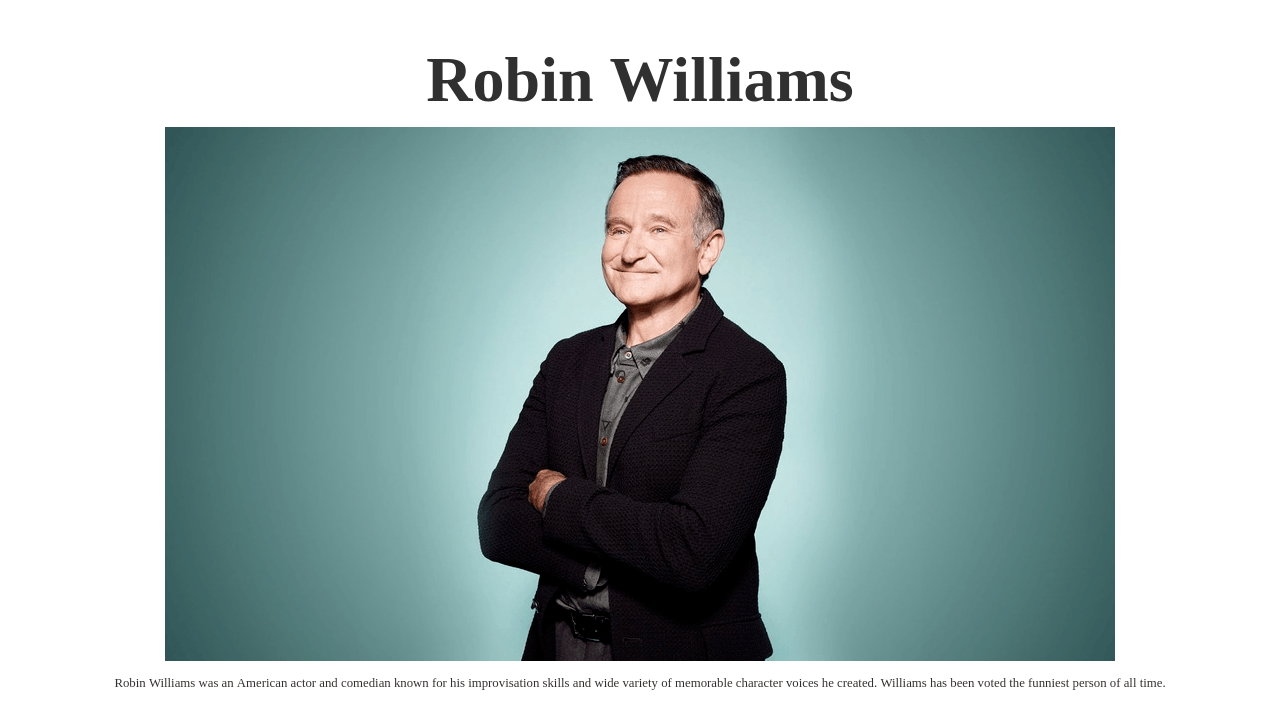 Robin Williams
Robin Williams was an American actor and comedian known for his improvisation skills and wide variety of memorable character voices he created. Williams has been voted the funniest person of all time.